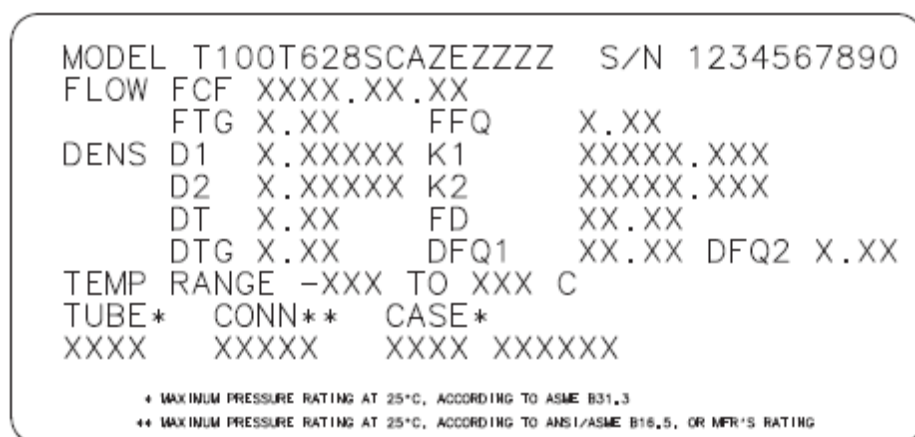 MODEL T100T628SCAZEZZZZ S/N 1234567890
FLOW FCF XXXX.XX.XX
FTG X.XX FFQ X.XX
DENS D1 X.XXXXX K1 XXXXX.XXX
D2 X.XXXXX K2 XXXXX.XXX
DT X.XX FD XX.XX
DTG X.XX DFQ1 XX.XX DFQ2 X.XX
TEMP RANGE -XXX TO XXX C
TUBE* CONN** CASE*
XXXX XXXXX XXXX XXXXXX
* MAXIMUM PRESSURE RATING AT 25°C, ACCORDING TO ASME B31.3
** MAXIMUM PRESSURE RATING AT 25°C, ACCORDING TO ANSI/ASME B16.5, OR MFR'S RATING